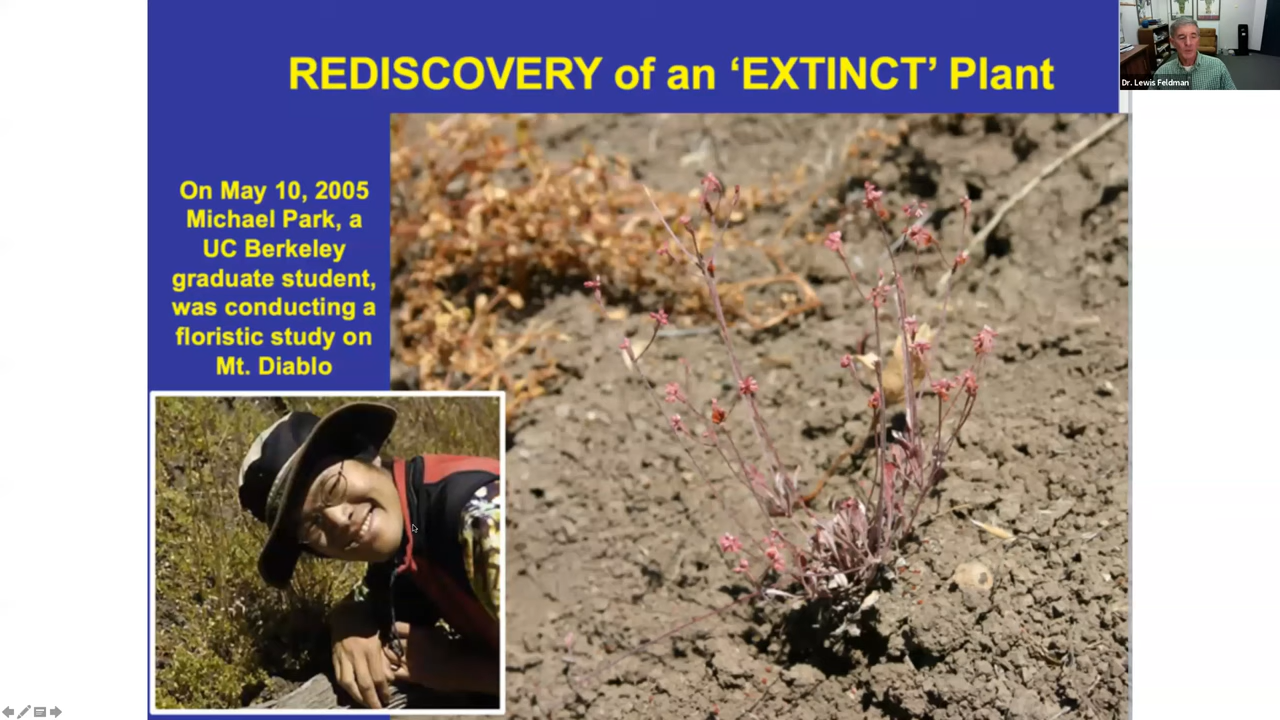 REDISCOVERY of an ‘EXTINCT’ Plant
Dr. Lewis Feldman
On May 10, 2005
Michael Park, a
UC Berkeley
graduate student,
was conducting a
floristic study on
Mt. Diablo